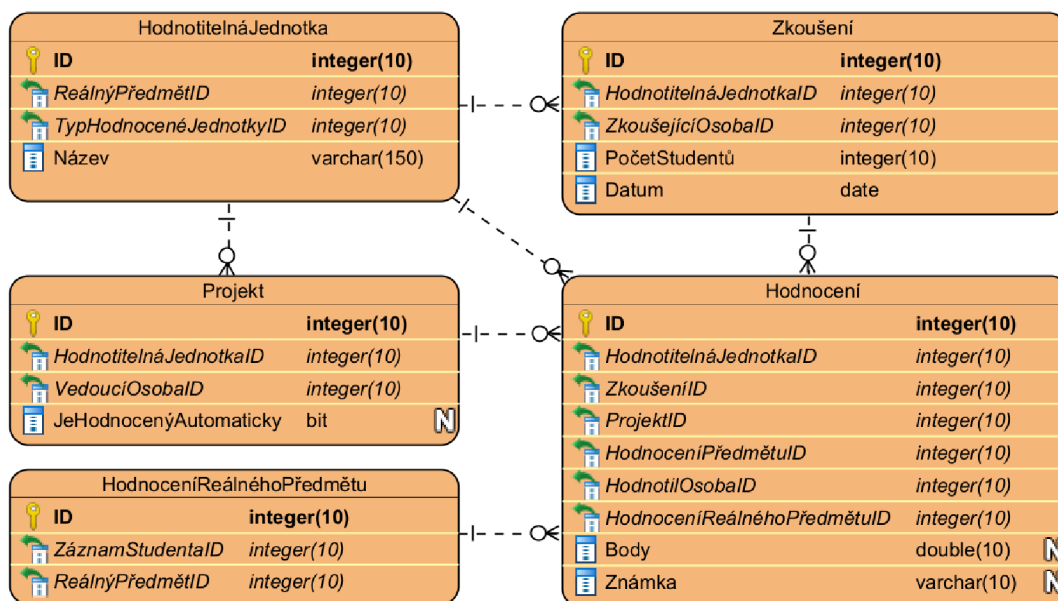 HodnotitelnáJednotka
ID integer(10)
ReálnýPředmětID integer(10)
TypHodnocenéJednotkyID integer(10)
Název varchar(150)
Zkoušení
ID integer(10)
HodnotitelnáJednotkaID integer(10)
ZkoušejícíOsobaID integer(10)
PočetStudentů integer(10)
Datum date
Projekt
ID integer(10)
HodnotitelnáJednotkaID integer(10)
VedoucíOsobaID integer(10)
JeHodnocenýAutomaticky bit N
Hodnocení
ID integer(10)
HodnotitelnáJednotkaID integer(10)
ZkoušeníID integer(10)
ProjektID integer(10)
HodnoceníPředmětuID integer(10)
HodnotilOsobaID integer(10)
HodnoceníReálnéhoPředmětuID integer(10)
Body double(10) N
Známka varchar(10) N
HodnoceníReálnéhoPředmětu
ID integer(10)
ZáznamStudentaID integer(10)
ReálnýPředmětID integer(10)